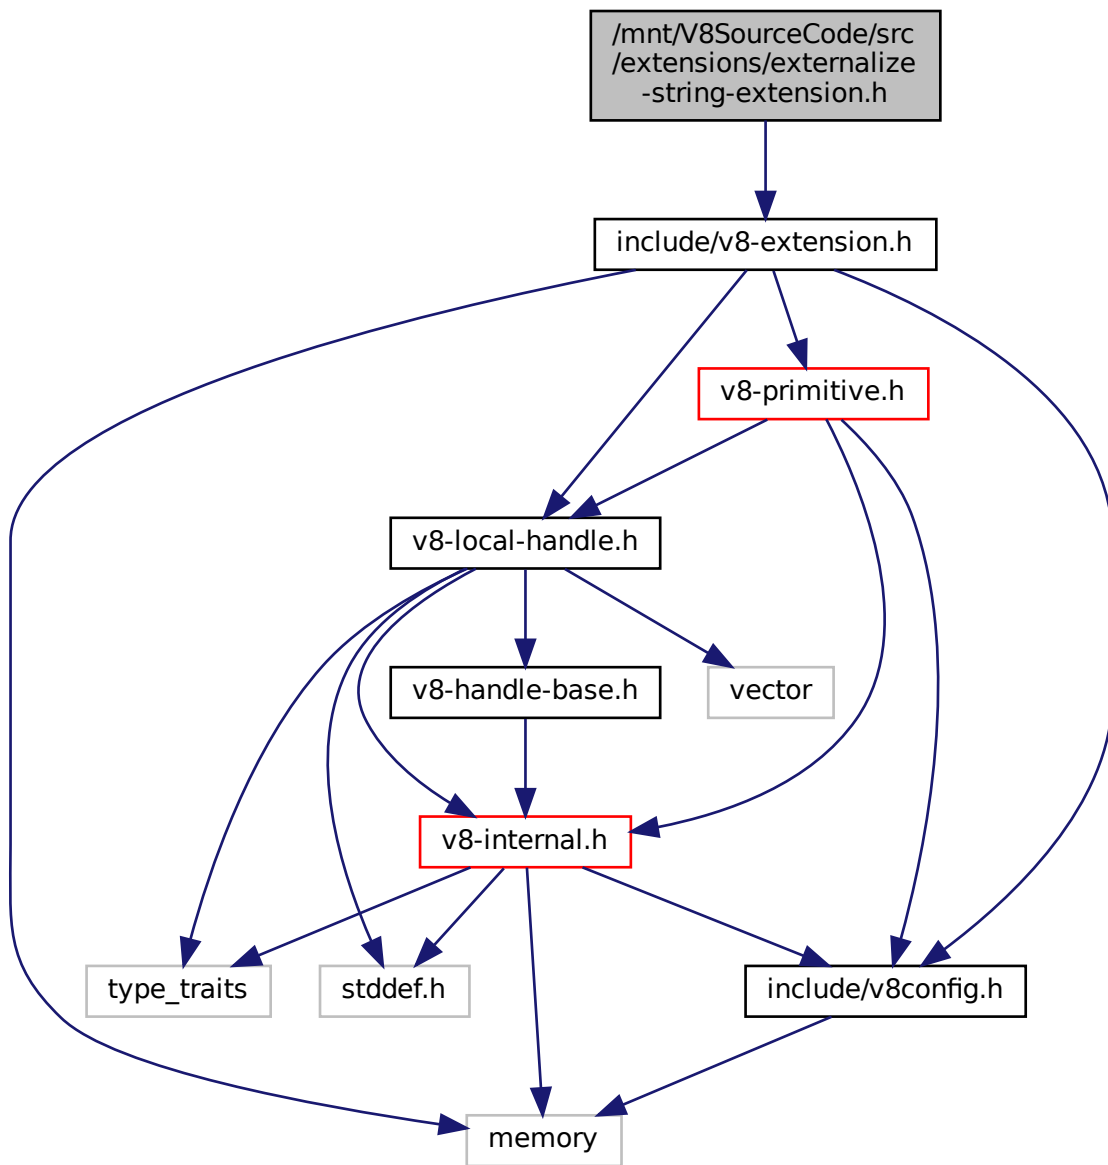 /mnt/V8SourceCode/src
/extensions/externalize
-string-extension.h
include/v8-extension.h
v8-primitive.h
v8-local-handle.h
v8-handle-base.h
vector
v8-internal.h
type_traits
stddef.h
include/v8config.h
memory